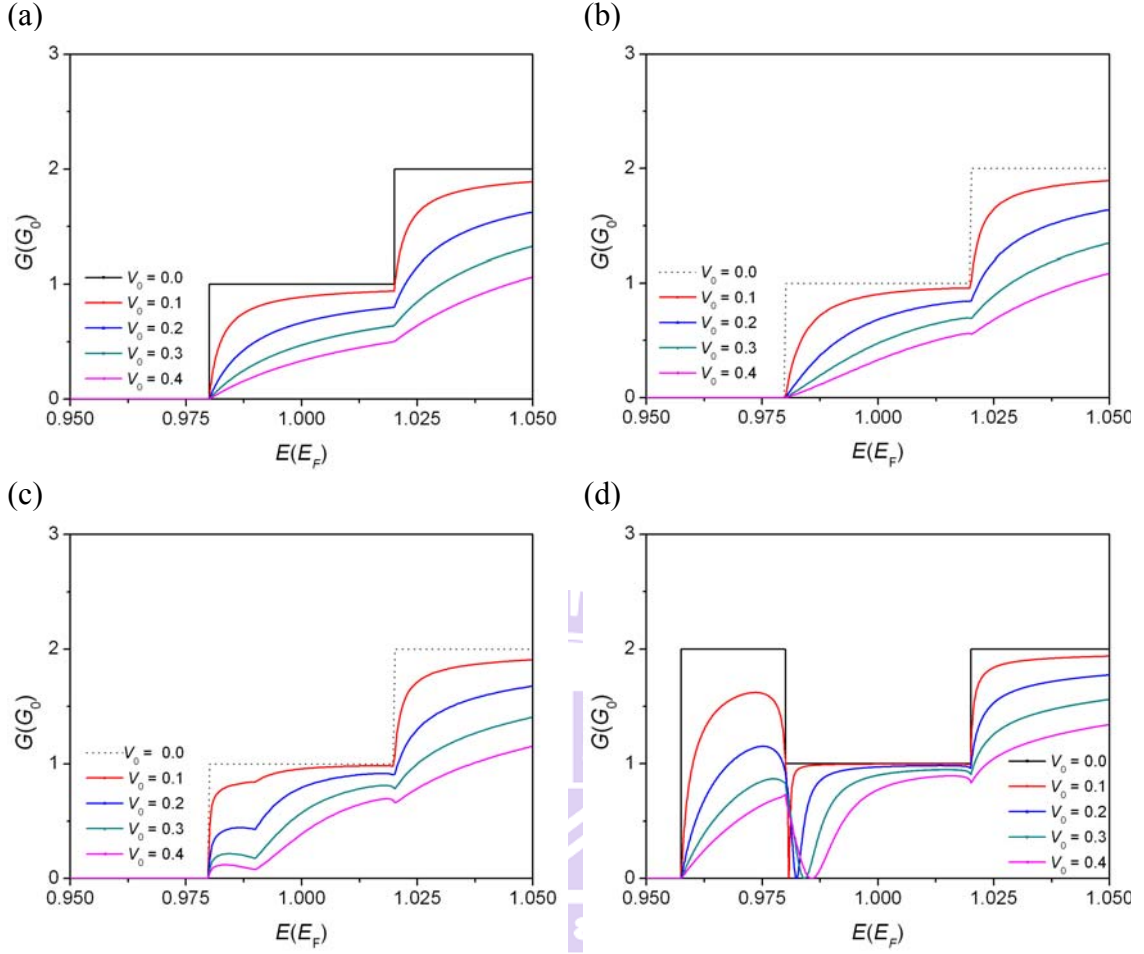 (a)
3
2
1
0
G(G₀)
V₀ = 0.0
V₀ = 0.1
V₀ = 0.2
V₀ = 0.3
V₀ = 0.4
0.950 0.975 1.000 1.025 1.050
E(E_F)
(b)
3
2
1
0
G(G₀)
V₀ = 0.0
V₀ = 0.1
V₀ = 0.2
V₀ = 0.3
V₀ = 0.4
0.950 0.975 1.000 1.025 1.050
E(E_F)
(c)
3
2
1
0
G(G₀)
V₀ = 0.0
V₀ = 0.1
V₀ = 0.2
V₀ = 0.3
V₀ = 0.4
0.950 0.975 1.000 1.025 1.050
E(E_F)
(d)
3
2
1
0
G(G₀)
V₀ = 0.0
V₀ = 0.1
V₀ = 0.2
V₀ = 0.3
V₀ = 0.4
0.950 0.975 1.000 1.025 1.050
E(E_F)